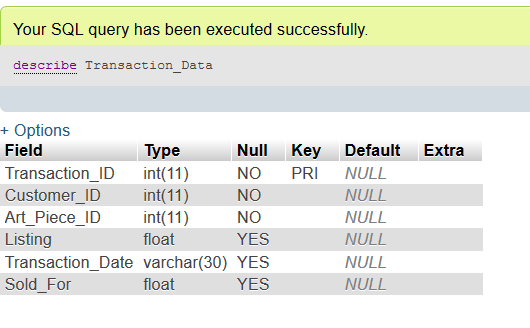 Your SQL query has been executed successfully.
describe Transaction_Data
+ Options
Field Type Null Key Default Extra
Transaction_ID int(11) NO PRI NULL
Customer_ID int(11) NO NULL
Art_Piece_ID int(11) NO NULL
Listing float YES NULL
Transaction_Date varchar(30) YES NULL
Sold_For float YES NULL